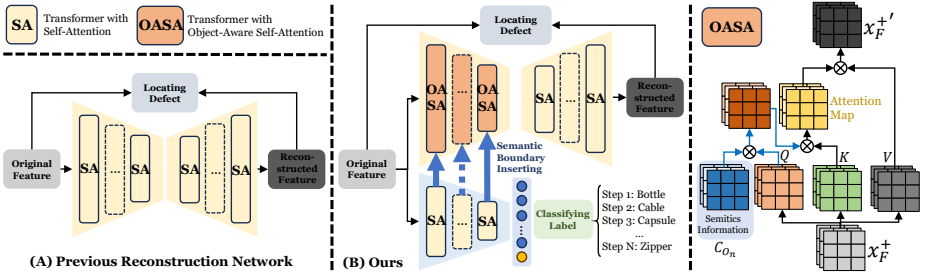 SA
Transformer with
Self-Attention
OASA
Transformer with
Object-Aware Self-Attention
Locating
Defect
Original
Feature
SA
...
SA
SA
...
SA
Recon-
structed
Feature
(A) Previous Reconstruction Network
Locating
Defect
OA
SA
...
OA
SA
SA
...
SA
Recon-
structed
Feature
Original
Feature
Semantic
Boundary
Inserting
SA
...
SA
Classifying
Label
Step 1: Bottle
Step 2: Cable
Step 3: Capsule
...
Step N: Zipper
(B) Ours
OASA
x_F^{+'}
Attention
Map
Q
K
V
Semitics
Information
C_{O_n}
x_F^+